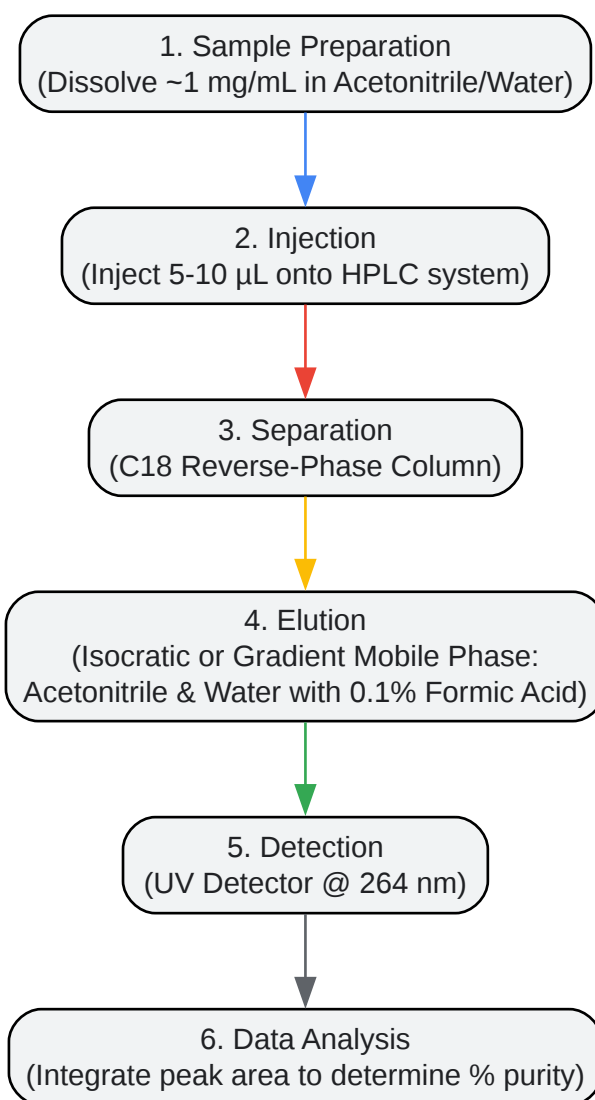 1. Sample Preparation
(Dissolve ~1 mg/mL in Acetonitrile/Water)
2. Injection
(Inject 5-10 µL onto HPLC system)
3. Separation
(C18 Reverse-Phase Column)
4. Elution
(Isocratic or Gradient Mobile Phase:
Acetonitrile & Water with 0.1% Formic Acid)
5. Detection
(UV Detector @ 264 nm)
6. Data Analysis
(Integrate peak area to determine % purity)